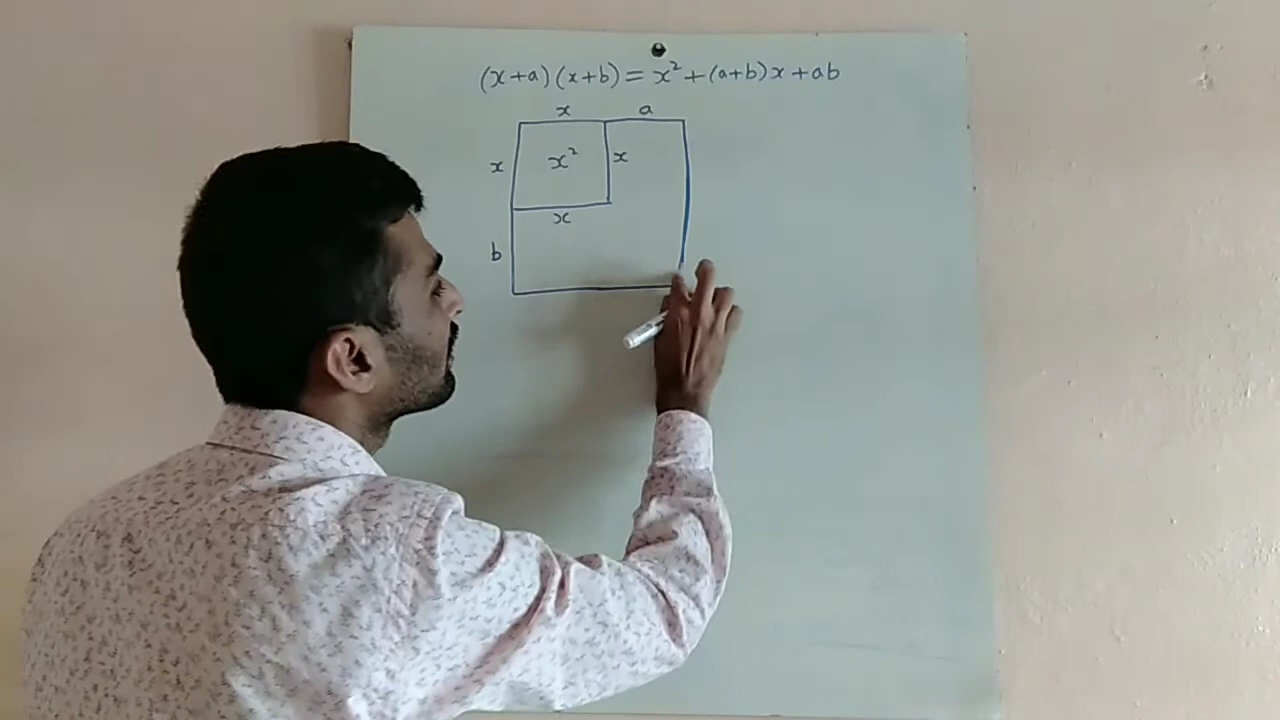 (x+a)(x+b) = x² + (a+b)x + ab
x a
x x² x
x
b